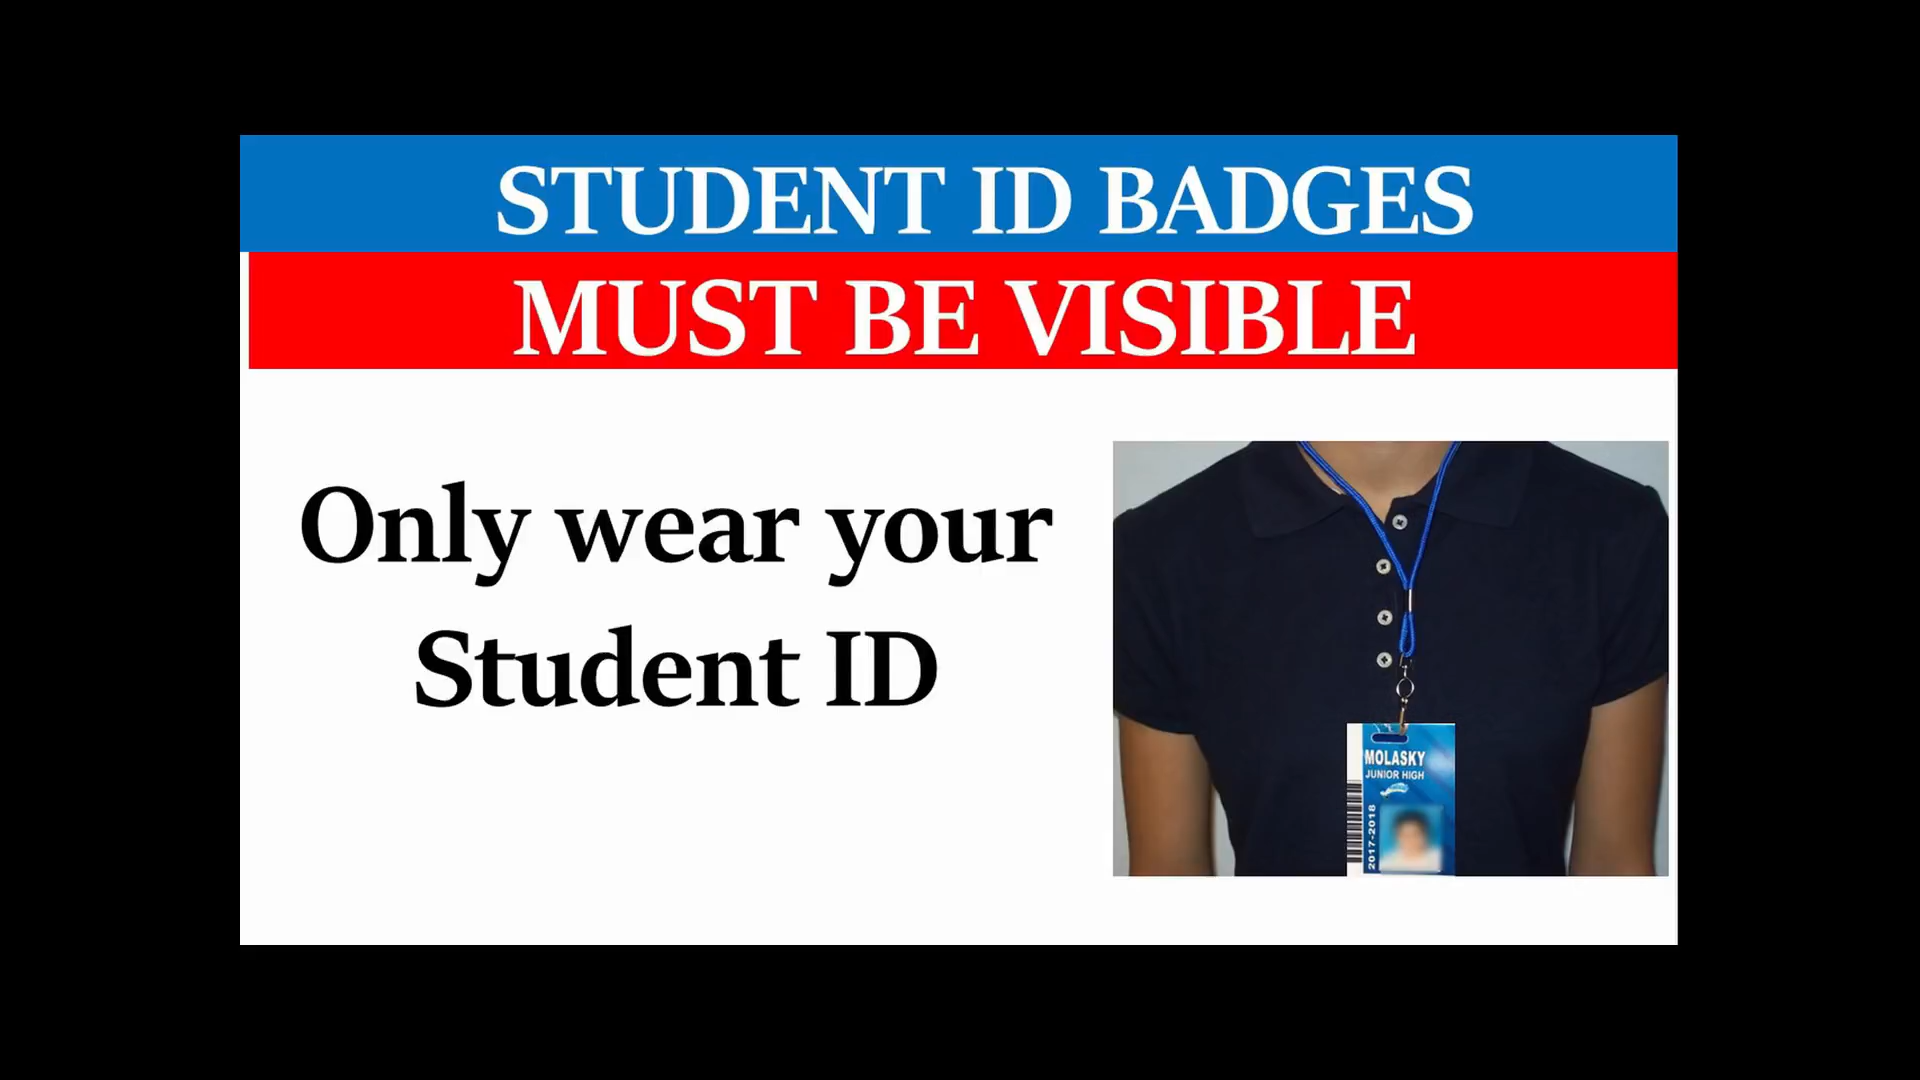 STUDENT ID BADGES
MUST BE VISIBLE
Only wear your
Student ID
MOLASKY
JUNIOR HIGH
2017-2018